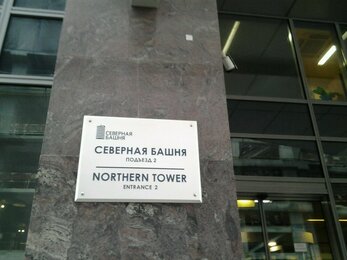 СЕВЕРНАЯ
БАШНЯ
СЕВЕРНАЯ БАШНЯ
ПОДЪЕЗД 2
NORTHERN TOWER
ENTRANCE 2